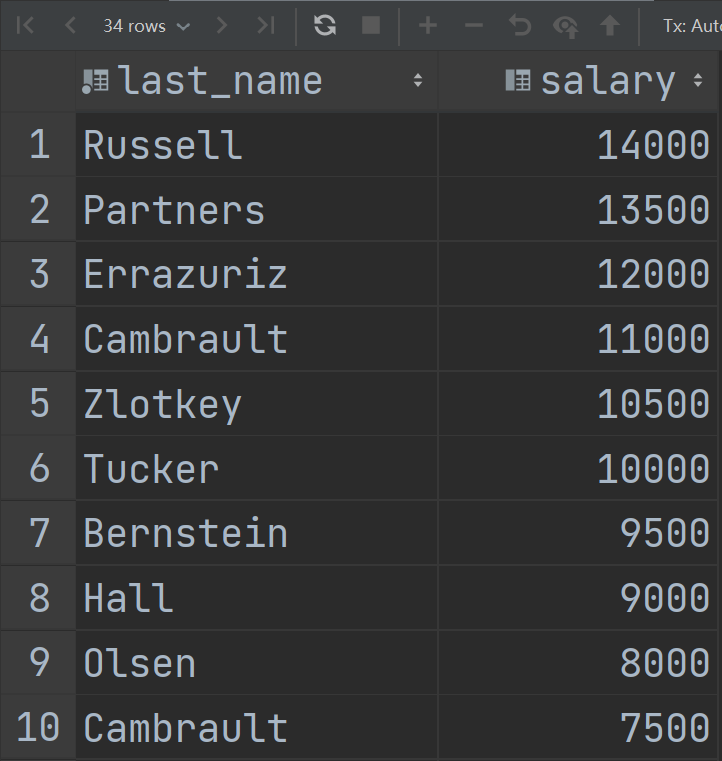 34 rows Tx: Aut
last_name salary
1 Russell 14000
2 Partners 13500
3 Errazuriz 12000
4 Cambrault 11000
5 Zlotkey 10500
6 Tucker 10000
7 Bernstein 9500
8 Hall 9000
9 Olsen 8000
10 Cambrault 7500